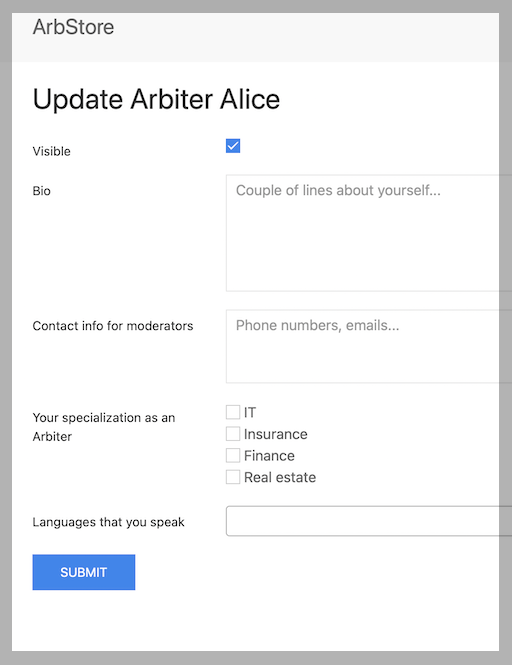 ArbStore
Update Arbiter Alice
Visible
Bio
Couple of lines about yourself...
Contact info for moderators
Phone numbers, emails...
Your specialization as an
Arbiter
IT
Insurance
Finance
Real estate
Languages that you speak
SUBMIT